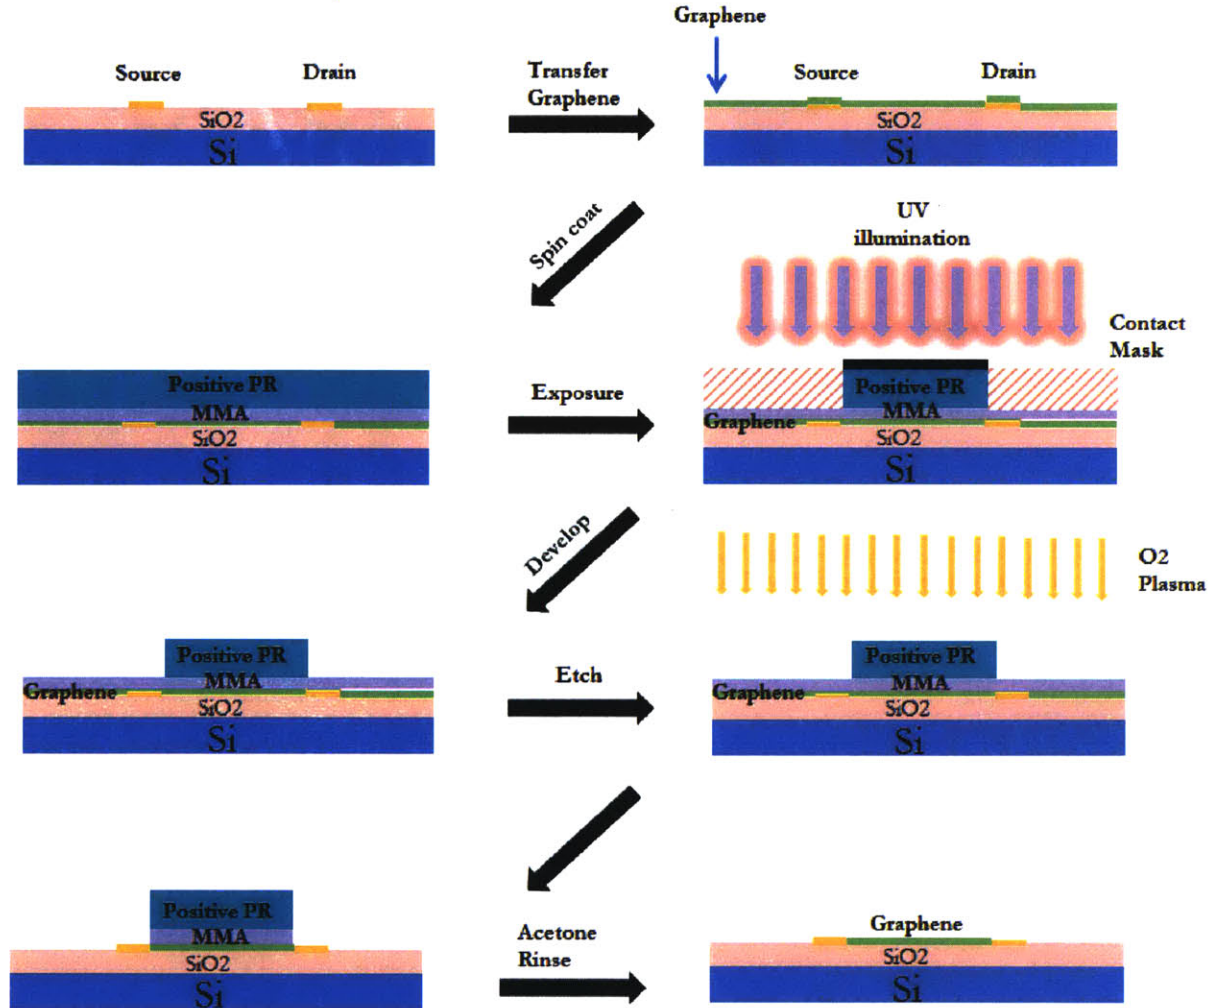 Graphene
Source
Drain
SiO2
Si
Transfer
Graphene
Source
Drain
SiO2
Si
Spin coat
UV
illumination
Contact
Mask
Positive PR
MMA
SiO2
Si
Exposure
Positive PR
MMA
Graphene
SiO2
Si
Develop
O2
Plasma
Positive PR
MMA
Graphene
SiO2
Si
Etch
Positive PR
MMA
Graphene
SiO2
Si
Positive PR
MMA
SiO2
Si
Acetone
Rinse
Graphene
SiO2
Si